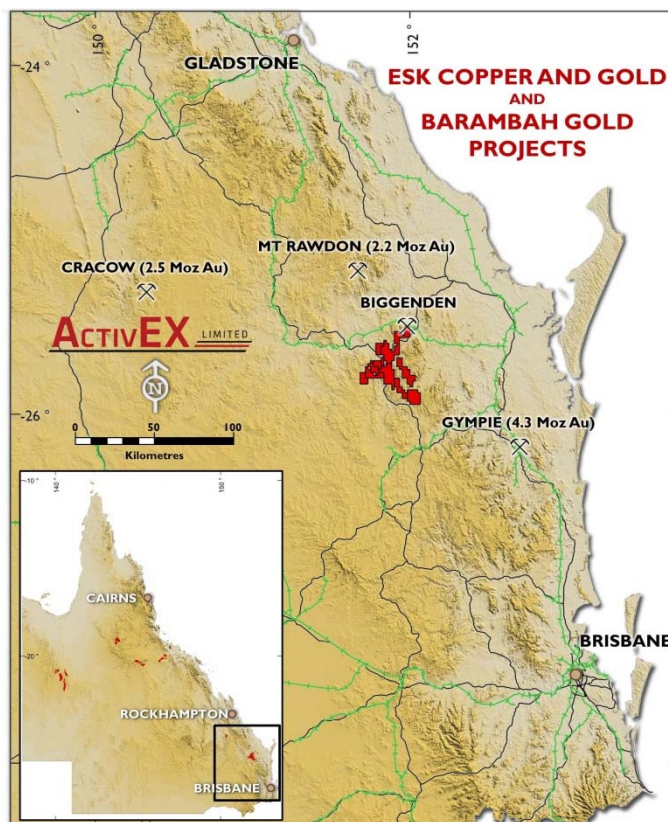 150
152
-24
GLADSTONE
ESK COPPER AND GOLD
AND
BARAMBAH GOLD
PROJECTS
MT RAWDON (2.2 Moz Au)
CRACOW (2.5 Moz Au)
BIGGENDEN
ACTIVEX LIMITED
N
-26
0 50 100
Kilometres
GYMPIE (4.3 Moz Au)
140
150
-10
CAIRNS
-20
ROCKHAMPTON
BRISBANE
BRISBANE